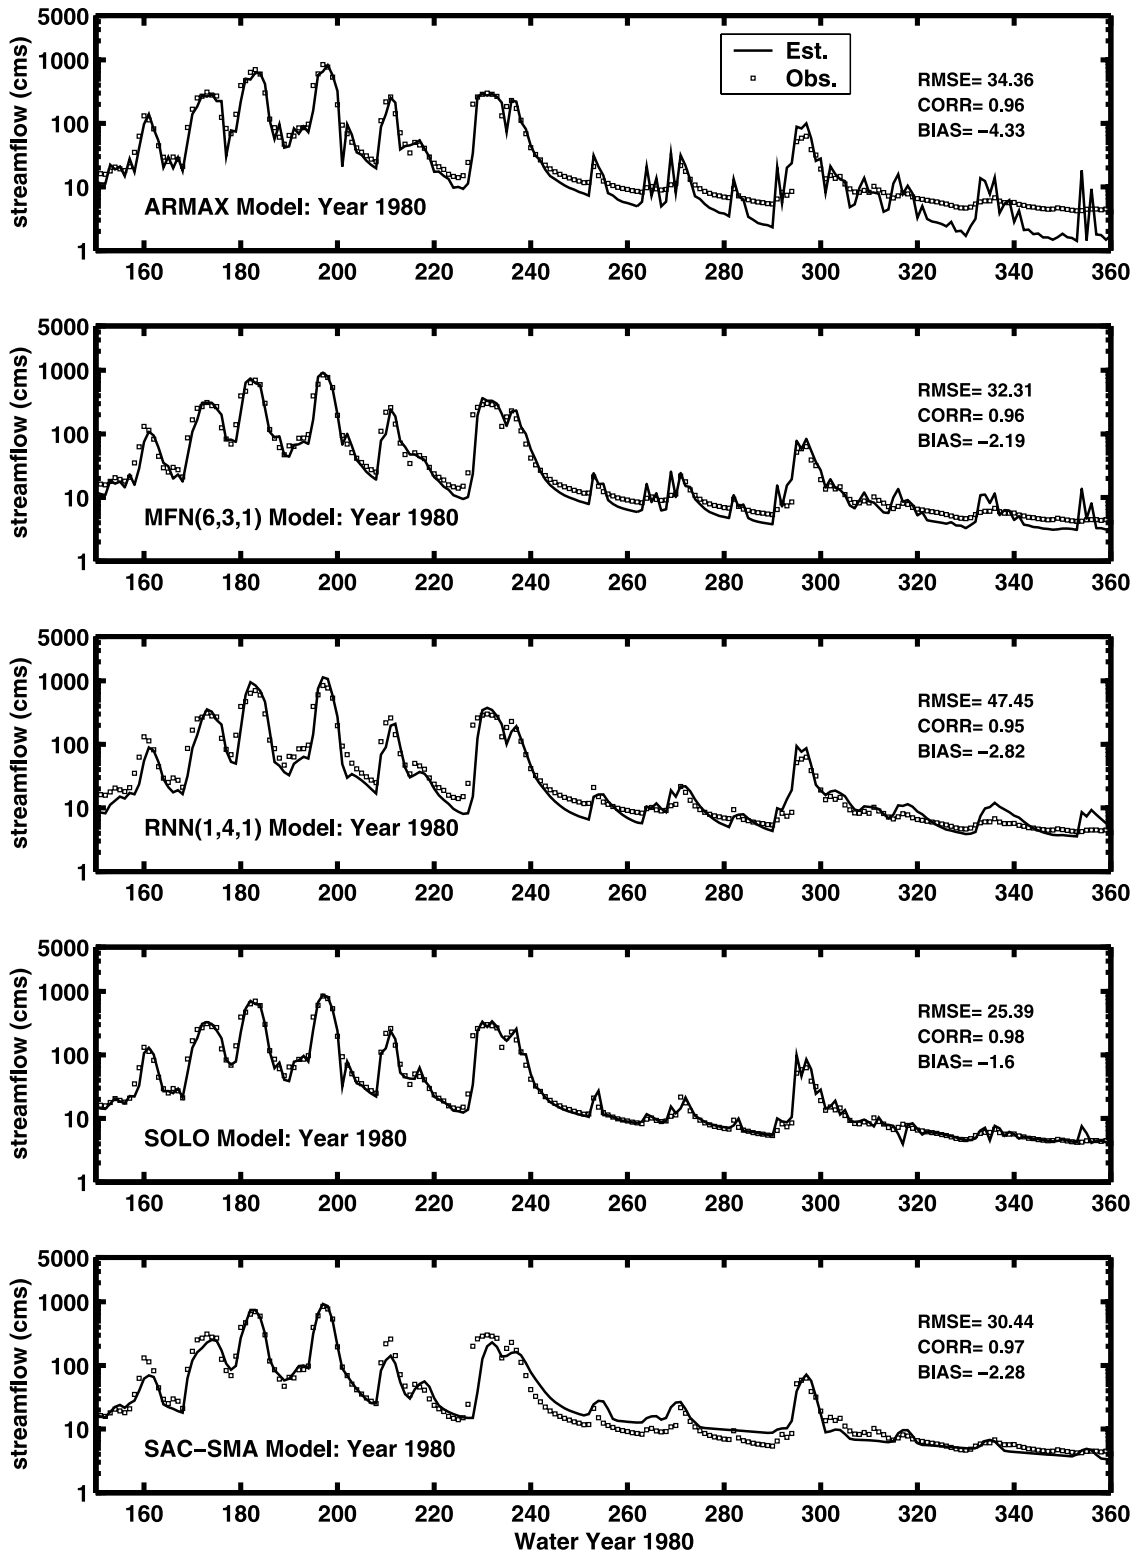 5000
1000
100
10
1
streamflow (cms)
Est.
Obs.
RMSE= 34.36
CORR= 0.96
BIAS= −4.33
ARMAX Model: Year 1980
160 180 200 220 240 260 280 300 320 340 360
5000
1000
100
10
1
streamflow (cms)
RMSE= 32.31
CORR= 0.96
BIAS= −2.19
MFN(6,3,1) Model: Year 1980
160 180 200 220 240 260 280 300 320 340 360
5000
1000
100
10
1
streamflow (cms)
RMSE= 47.45
CORR= 0.95
BIAS= −2.82
RNN(1,4,1) Model: Year 1980
160 180 200 220 240 260 280 300 320 340 360
5000
1000
100
10
1
streamflow (cms)
RMSE= 25.39
CORR= 0.98
BIAS= −1.6
SOLO Model: Year 1980
160 180 200 220 240 260 280 300 320 340 360
5000
1000
100
10
1
streamflow (cms)
RMSE= 30.44
CORR= 0.97
BIAS= −2.28
SAC−SMA Model: Year 1980
160 180 200 220 240 260 280 300 320 340 360
Water Year 1980